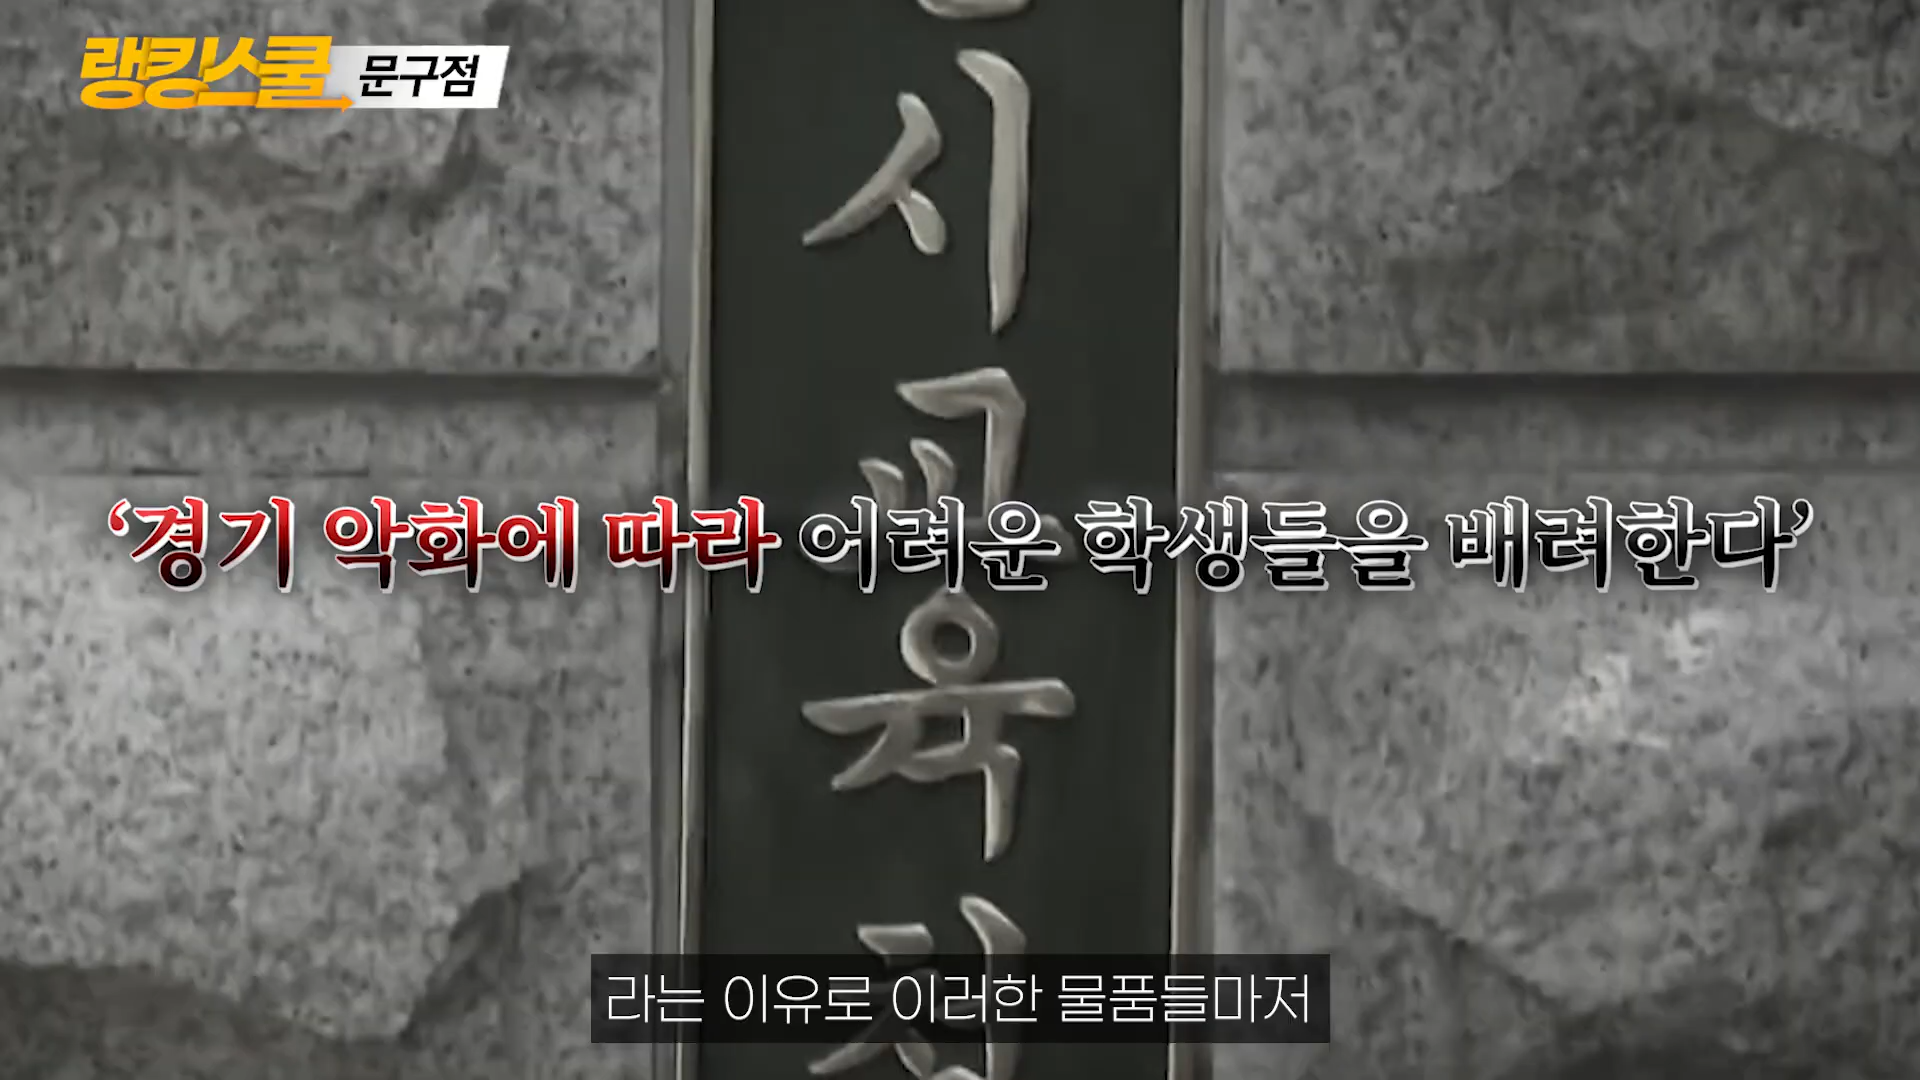 랭킹스쿨 문구점
시교육청
‘경기 악화에 따라 어려운 학생들을 배려한다’
라는 이유로 이러한 물품들마저